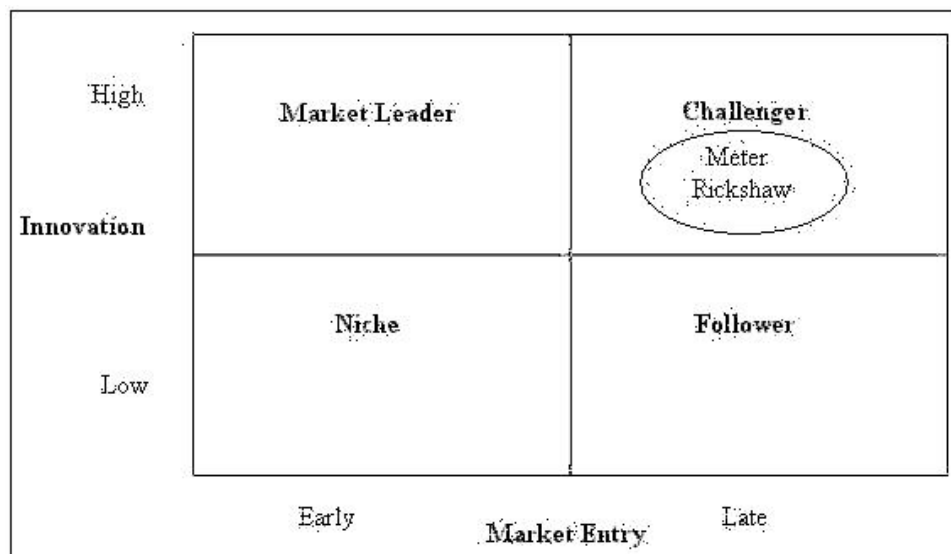 High
Market Leader
Challenger
Meter
Rickshaw
Innovation
Niche
Follower
Low
Early
Late
Market Entry